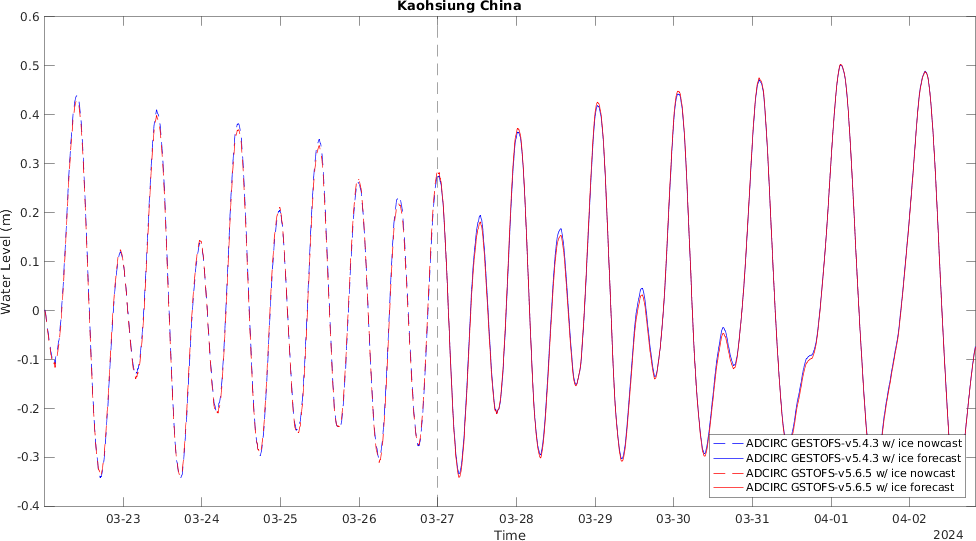 Kaohsiung China
0.6
0.5
0.4
0.3
0.2
0.1
0
-0.1
-0.2
-0.3
-0.4
Water Level (m)
ADCIRC GESTOFS-v5.4.3 w/ ice nowcast
ADCIRC GESTOFS-v5.4.3 w/ ice forecast
ADCIRC GSTOFS-v5.6.5 w/ ice nowcast
ADCIRC GSTOFS-v5.6.5 w/ ice forecast
03-23 03-24 03-25 03-26 03-27 03-28 03-29 03-30 03-31 04-01 04-02
Time
2024